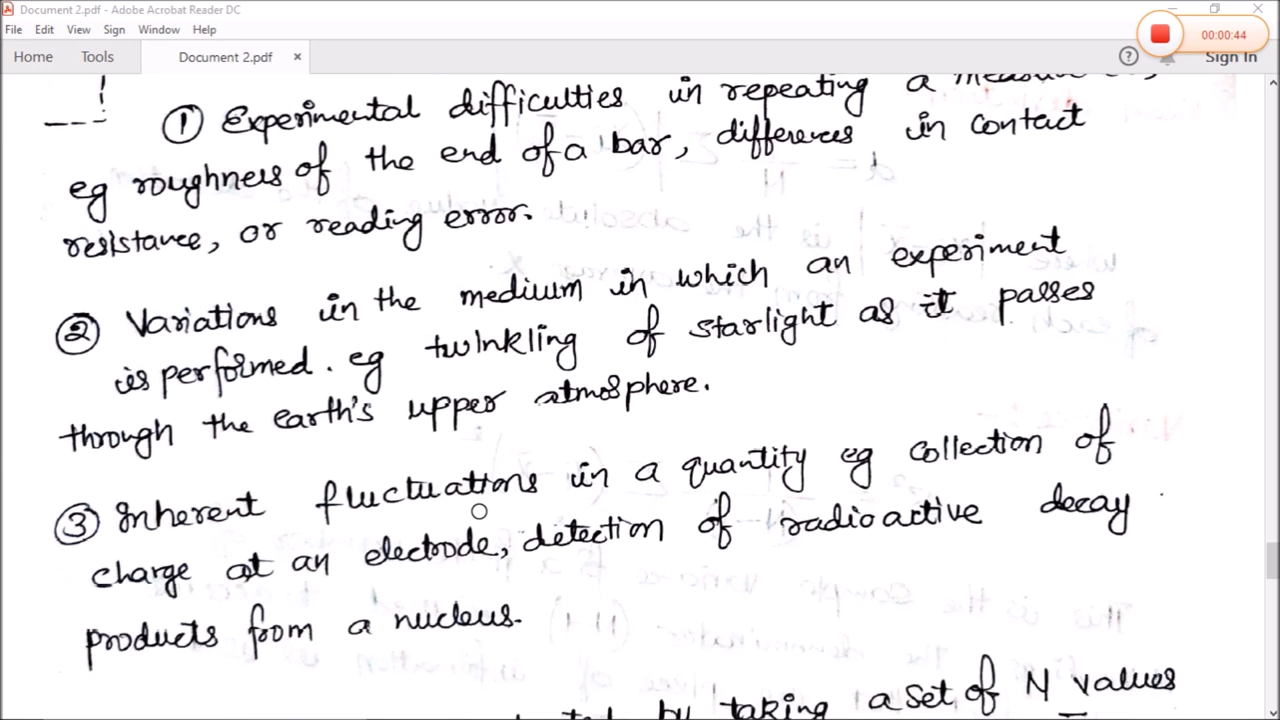 Document 2.pdf - Adobe Acrobat Reader DC
File Edit View Sign Window Help
00:00:44
Home Tools Document 2.pdf × ? Sign In
① Experimental difficulties in repeating a
eg roughness of the end of a bar, differences in contact
resistance, or reading error.
② Variations in the medium in which an experiment
is performed. eg twinkling of starlight as it passes
through the earth's upper atmosphere.
③ Inherent fluctuations in a quantity eg collection of
charge at an electrode, detection of radioactive decay
products from a nucleus.
by taking a set of N values